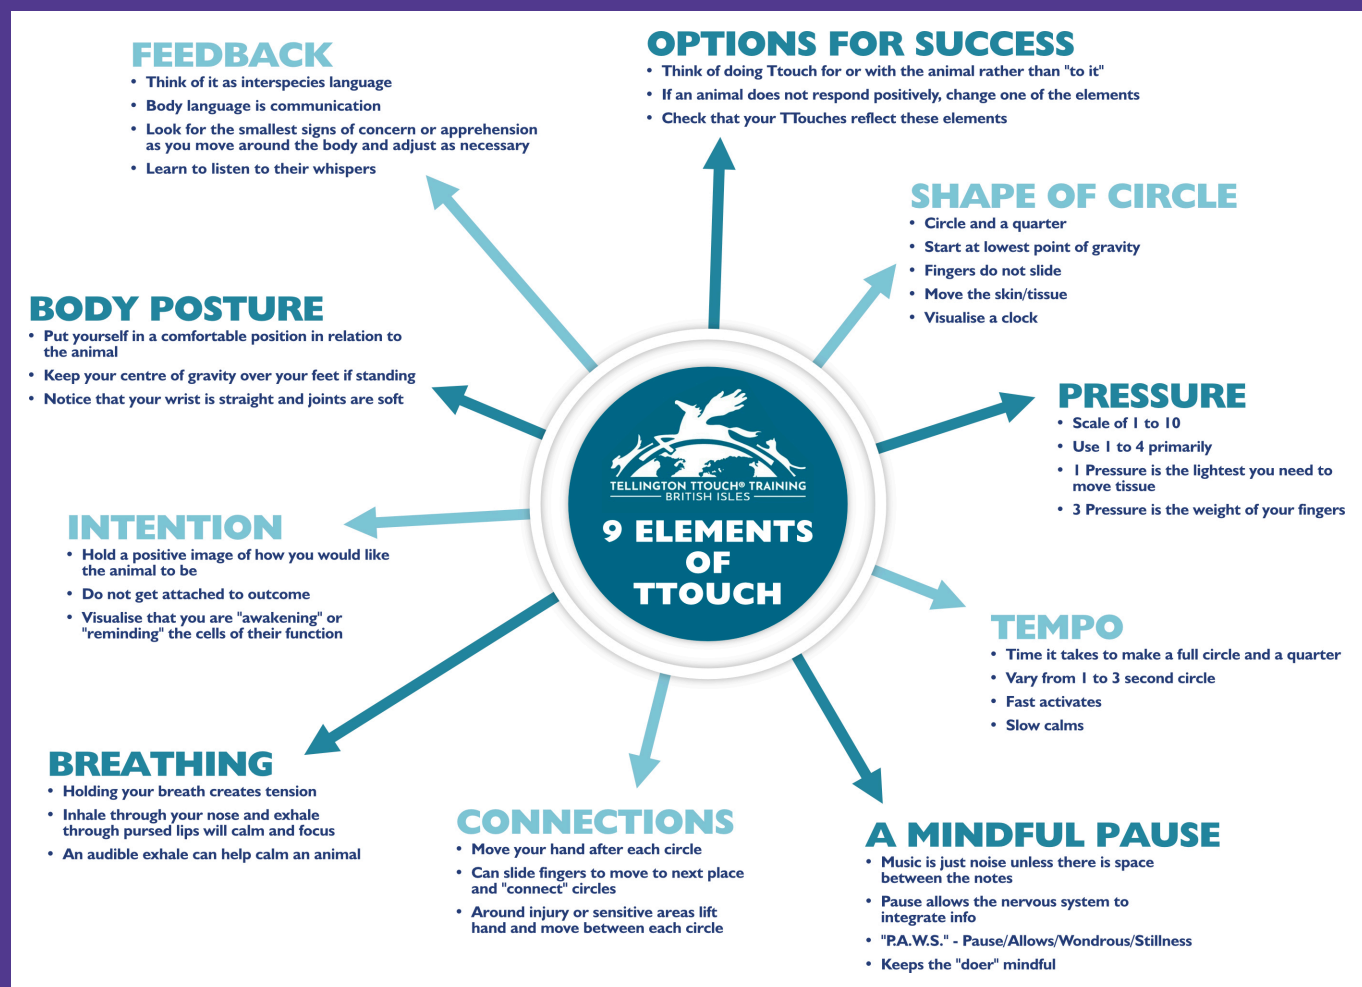 FEEDBACK
• Think of it as interspecies language
• Body language is communication
• Look for the smallest signs of concern or apprehension
as you move around the body and adjust as necessary
• Learn to listen to their whispers
OPTIONS FOR SUCCESS
• Think of doing Ttouch for or with the animal rather than "to it"
• If an animal does not respond positively, change one of the elements
• Check that your TTouches reflect these elements
SHAPE OF CIRCLE
• Circle and a quarter
• Start at lowest point of gravity
• Fingers do not slide
• Move the skin/tissue
• Visualise a clock
BODY POSTURE
• Put yourself in a comfortable position in relation to
the animal
• Keep your centre of gravity over your feet if standing
• Notice that your wrist is straight and joints are soft
PRESSURE
• Scale of 1 to 10
• Use 1 to 4 primarily
• 1 Pressure is the lightest you need to
move tissue
• 3 Pressure is the weight of your fingers
TELLINGTON TTOUCH® TRAINING
BRITISH ISLES
9 ELEMENTS
OF
TTOUCH
INTENTION
• Hold a positive image of how you would like
the animal to be
• Do not get attached to outcome
• Visualise that you are "awakening" or
"reminding" the cells of their function
TEMPO
• Time it takes to make a full circle and a quarter
• Vary from 1 to 3 second circle
• Fast activates
• Slow calms
BREATHING
• Holding your breath creates tension
• Inhale through your nose and exhale
through pursed lips will calm and focus
• An audible exhale can help calm an animal
CONNECTIONS
• Move your hand after each circle
• Can slide fingers to move to next place
and "connect" circles
• Around injury or sensitive areas lift
hand and move between each circle
A MINDFUL PAUSE
• Music is just noise unless there is space
between the notes
• Pause allows the nervous system to
integrate info
• "P.A.W.S." - Pause/Allows/Wondrous/Stillness
• Keeps the "doer" mindful